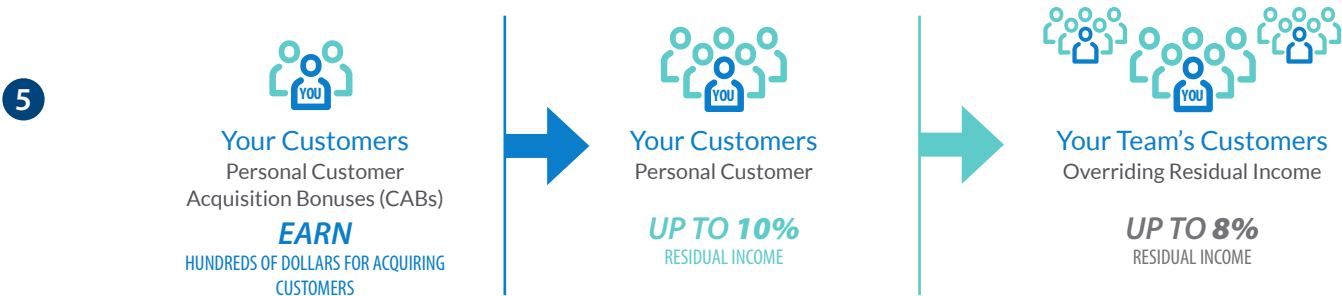 5
YOU
Your Customers
Personal Customer
Acquisition Bonuses (CABs)
EARN
HUNDREDS OF DOLLARS FOR ACQUIRING
CUSTOMERS
YOU
Your Customers
Personal Customer
UP TO 10%
RESIDUAL INCOME
YOU
Your Team's Customers
Overriding Residual Income
UP TO 8%
RESIDUAL INCOME